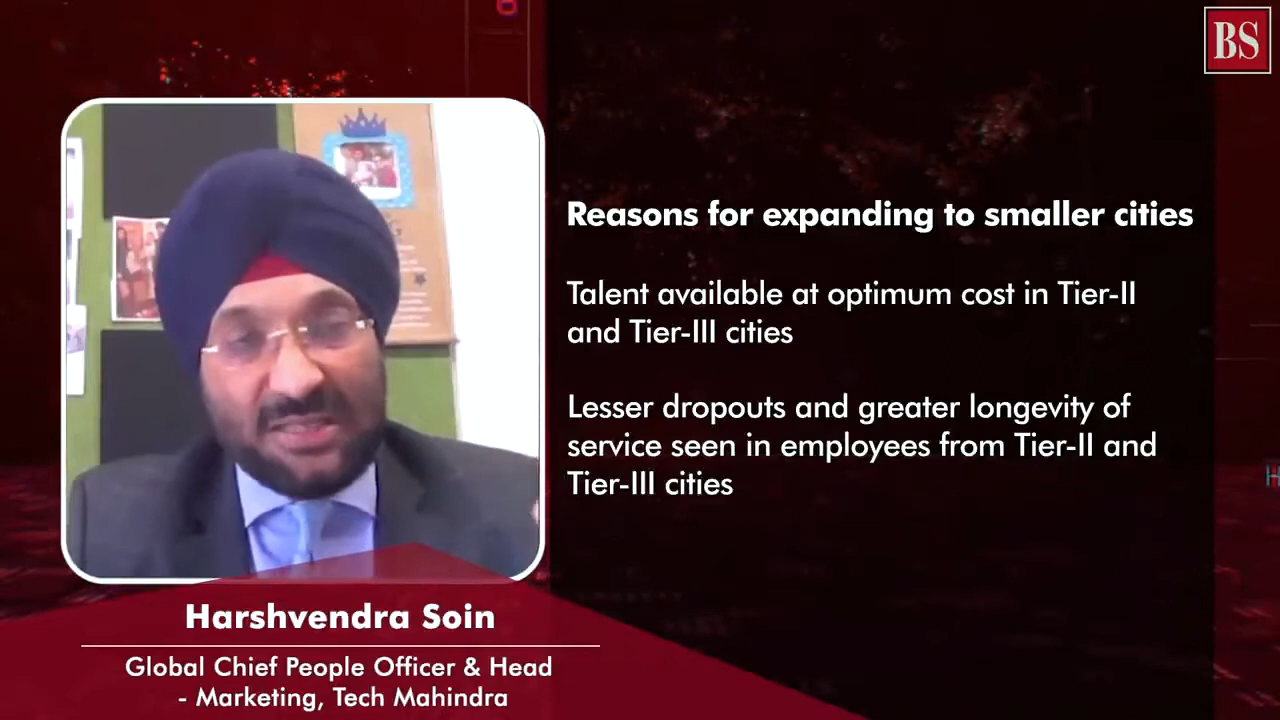 BS
Reasons for expanding to smaller cities
Talent available at optimum cost in Tier-II
and Tier-III cities
Lesser dropouts and greater longevity of
service seen in employees from Tier-II and
Tier-III cities
Harshvendra Soin
Global Chief People Officer & Head
- Marketing, Tech Mahindra